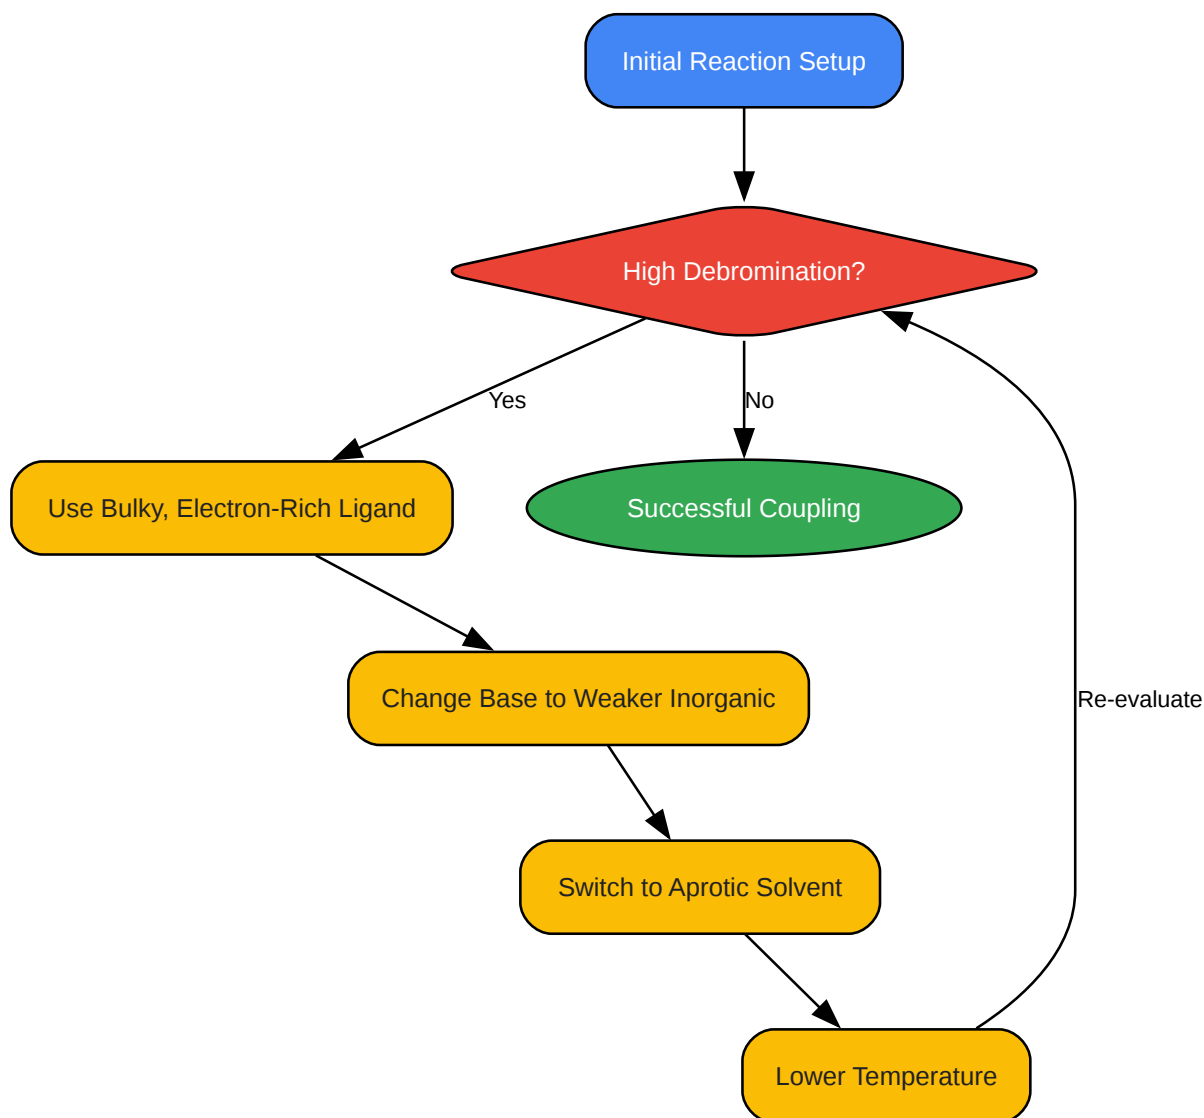 Initial Reaction Setup
High Debromination?
Yes
No
Use Bulky, Electron-Rich Ligand
Successful Coupling
Change Base to Weaker Inorganic
Re-evaluate
Switch to Aprotic Solvent
Lower Temperature